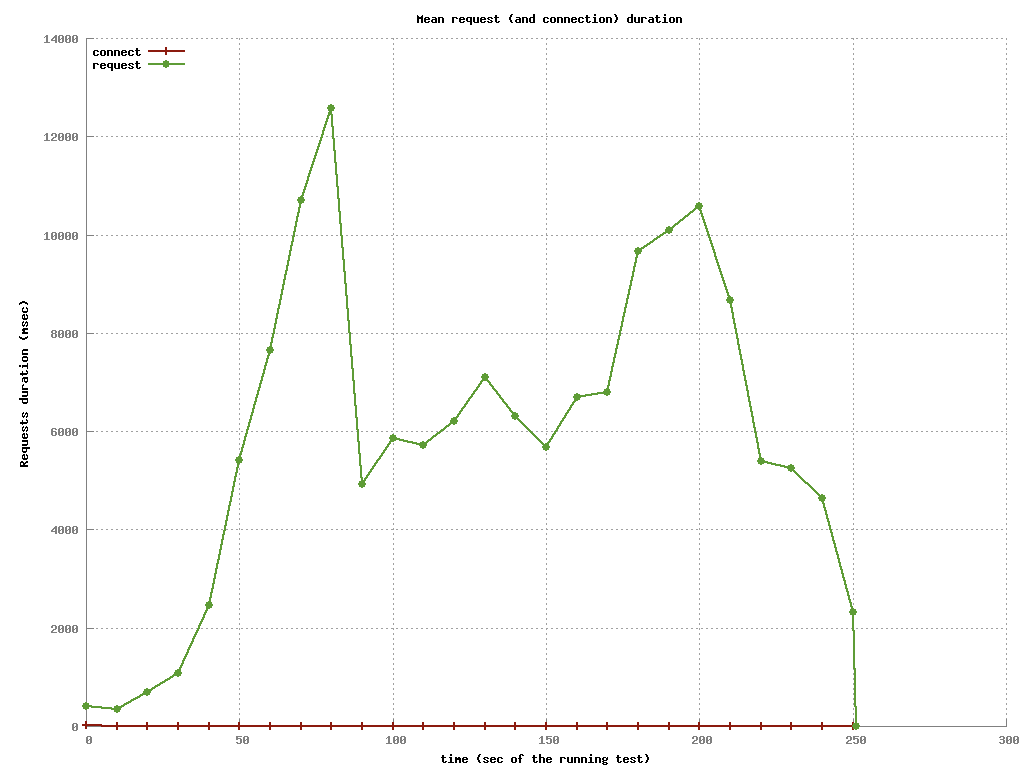 Mean request (and connection) duration
14000
connect
request
12000
10000
8000
Requests duration (msec)
6000
4000
2000
0
0 50 100 150 200 250 300
time (sec of the running test)